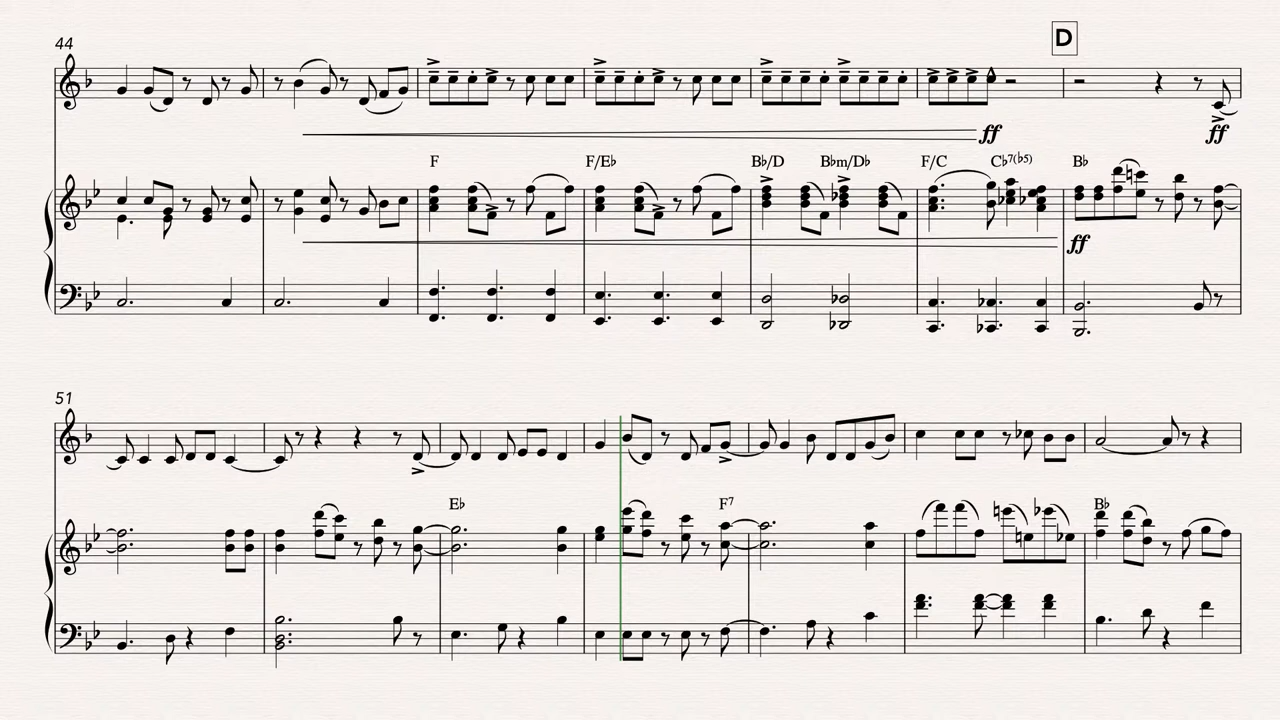 D
44
ff ff
F F/E♭ B♭/D B♭m/D♭ F/C C♭7(♭5) B♭
ff
51
E♭ F7 B♭